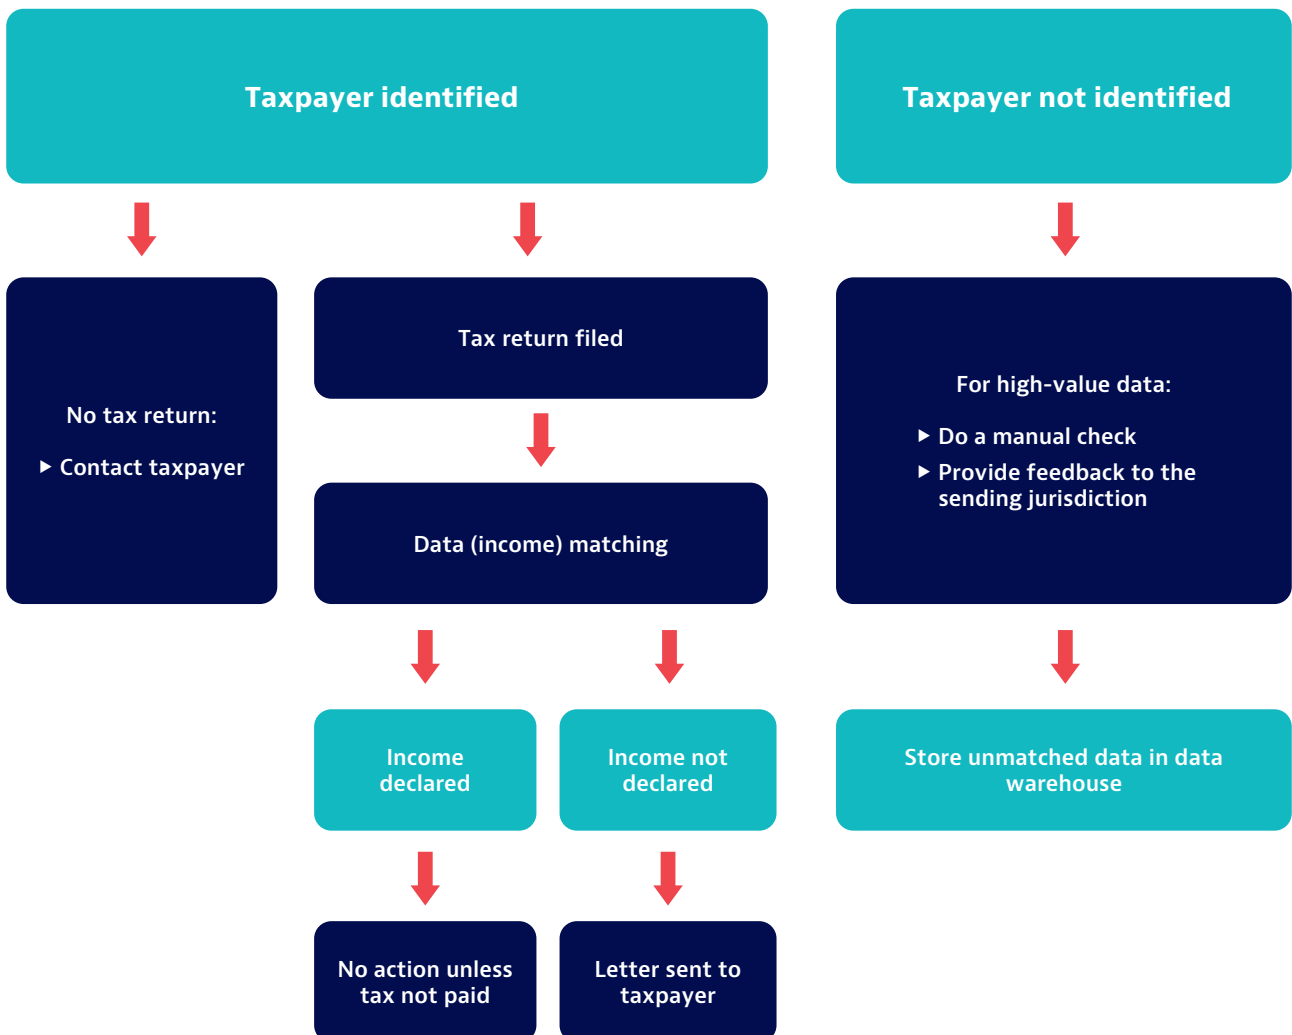 Taxpayer identified
Taxpayer not identified
No tax return:
▶ Contact taxpayer
Tax return filed
Data (income) matching
For high-value data:
▶ Do a manual check
▶ Provide feedback to the
sending jurisdiction
Income
declared
Income not
declared
Store unmatched data in data
warehouse
No action unless
tax not paid
Letter sent to
taxpayer